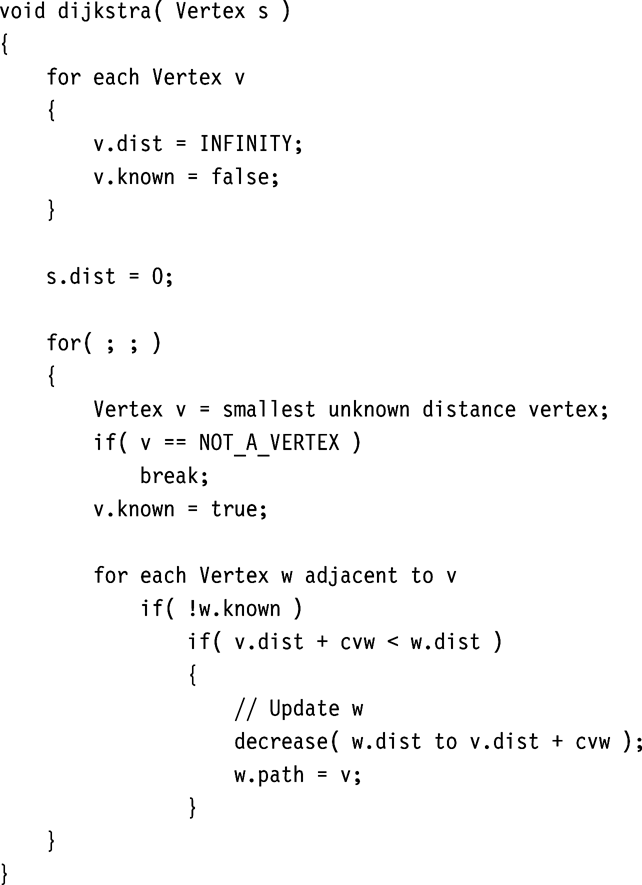 void dijkstra( Vertex s )
{
    for each Vertex v
    {
        v.dist = INFINITY;
        v.known = false;
    }

    s.dist = 0;

    for( ; ; )
    {
        Vertex v = smallest unknown distance vertex;
        if( v == NOT_A_VERTEX )
            break;
        v.known = true;

        for each Vertex w adjacent to v
            if( !w.known )
                if( v.dist + cvw < w.dist )
                {
                    // Update w
                    decrease( w.dist to v.dist + cvw );
                    w.path = v;
                }
    }
}